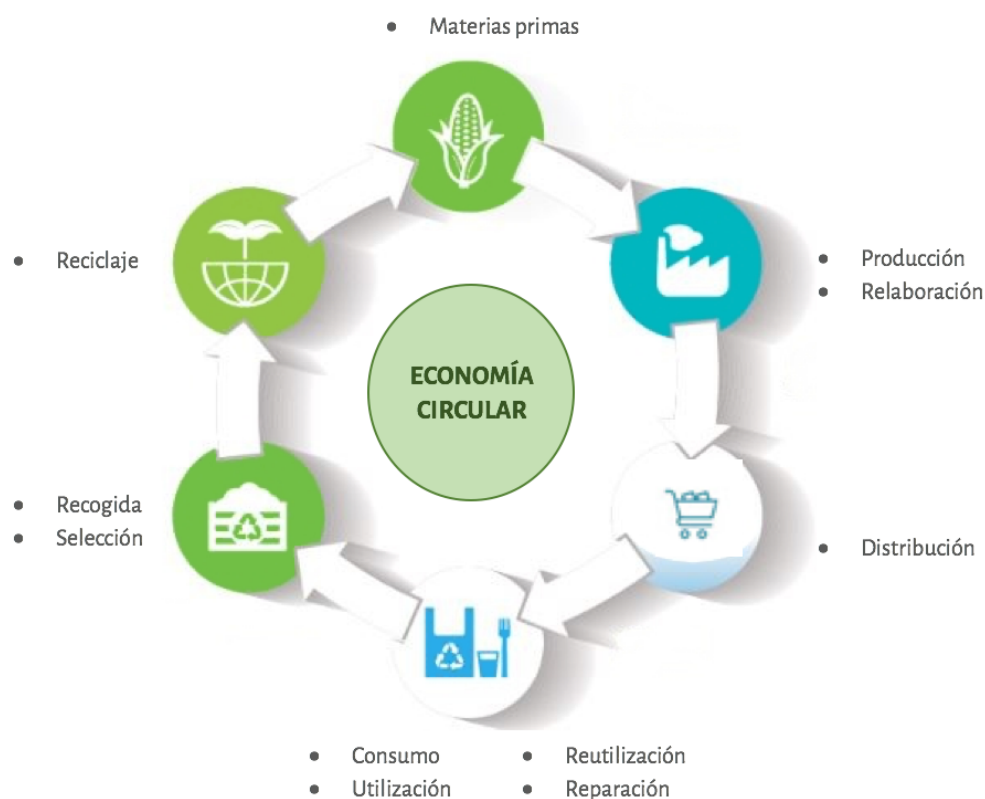 • Materias primas
• Reciclaje
• Producción
• Relaboración
ECONOMÍA
CIRCULAR
• Recogida
• Selección
• Distribución
• Consumo
• Utilización
• Reutilización
• Reparación